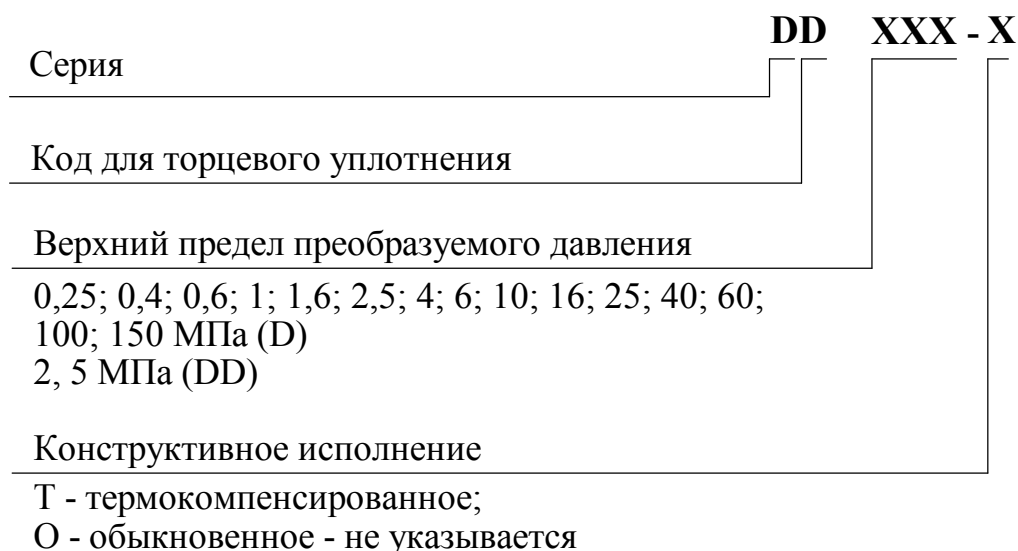 DD XXX - X
Серия
Код для торцевого уплотнения
Верхний предел преобразуемого давления
0,25; 0,4; 0,6; 1; 1,6; 2,5; 4; 6; 10; 16; 25; 40; 60;
100; 150 МПа (D)
2, 5 МПа (DD)
Конструктивное исполнение
Т - термокомпенсированное;
О - обыкновенное - не указывается